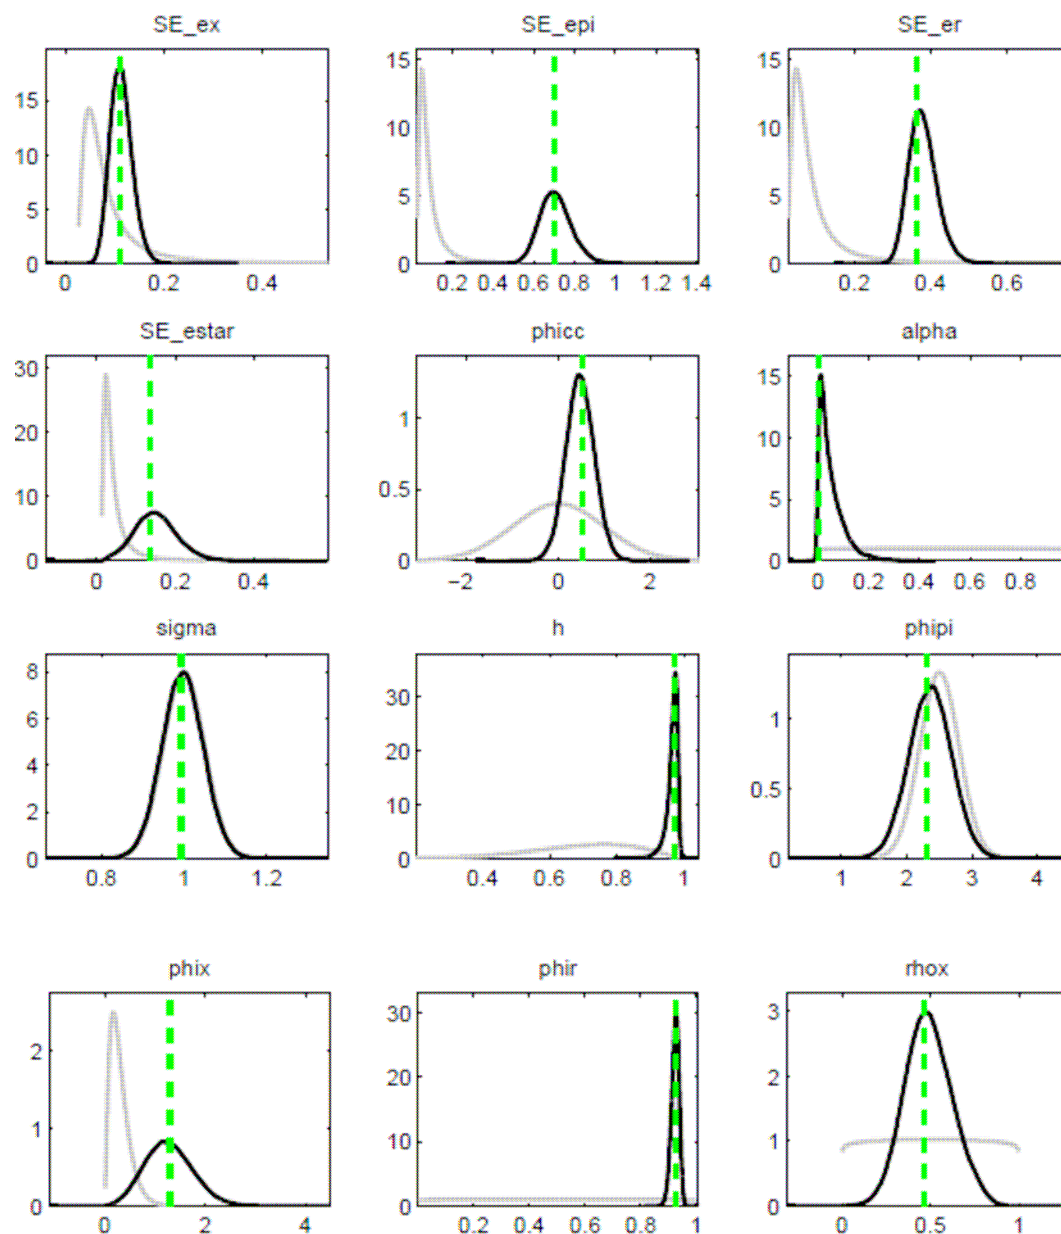 SE_ex SE_epi SE_er
15 10 5 0 15 10 5 0 15 10 5 0
0 0.2 0.4 0.2 0.4 0.6 0.8 1 1.2 1.4 0.2 0.4 0.6
SE_estar phicc alpha
30 20 10 0 1 0.5 0 15 10 5 0
0 0.2 0.4 −2 0 2 0 0.2 0.4 0.6 0.8
sigma h phipi
8 6 4 2 0 30 20 10 0 1 0.5 0
0.8 1 1.2 0.4 0.6 0.8 1 1 2 3 4
phix phir rhox
2 1 0 30 20 10 0 3 2 1 0
0 2 4 0.2 0.4 0.6 0.8 1 0 0.5 1